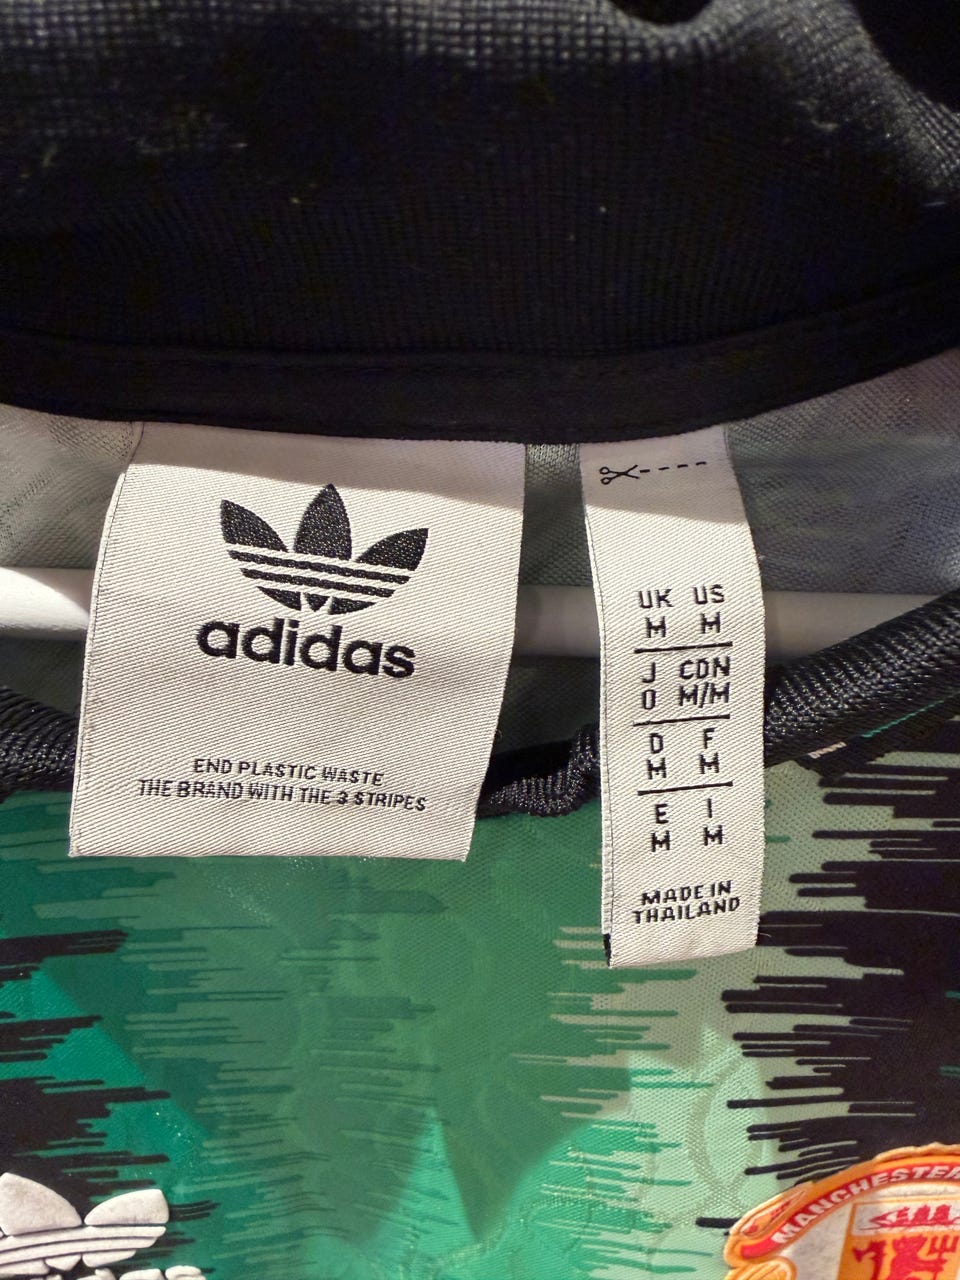 adidas
END PLASTIC WASTE
THE BRAND WITH THE 3 STRIPES
UK US
M M
J CDN
O M/M
D F
M M
E I
M M
MADE IN
THAILAND
MANCHESTER